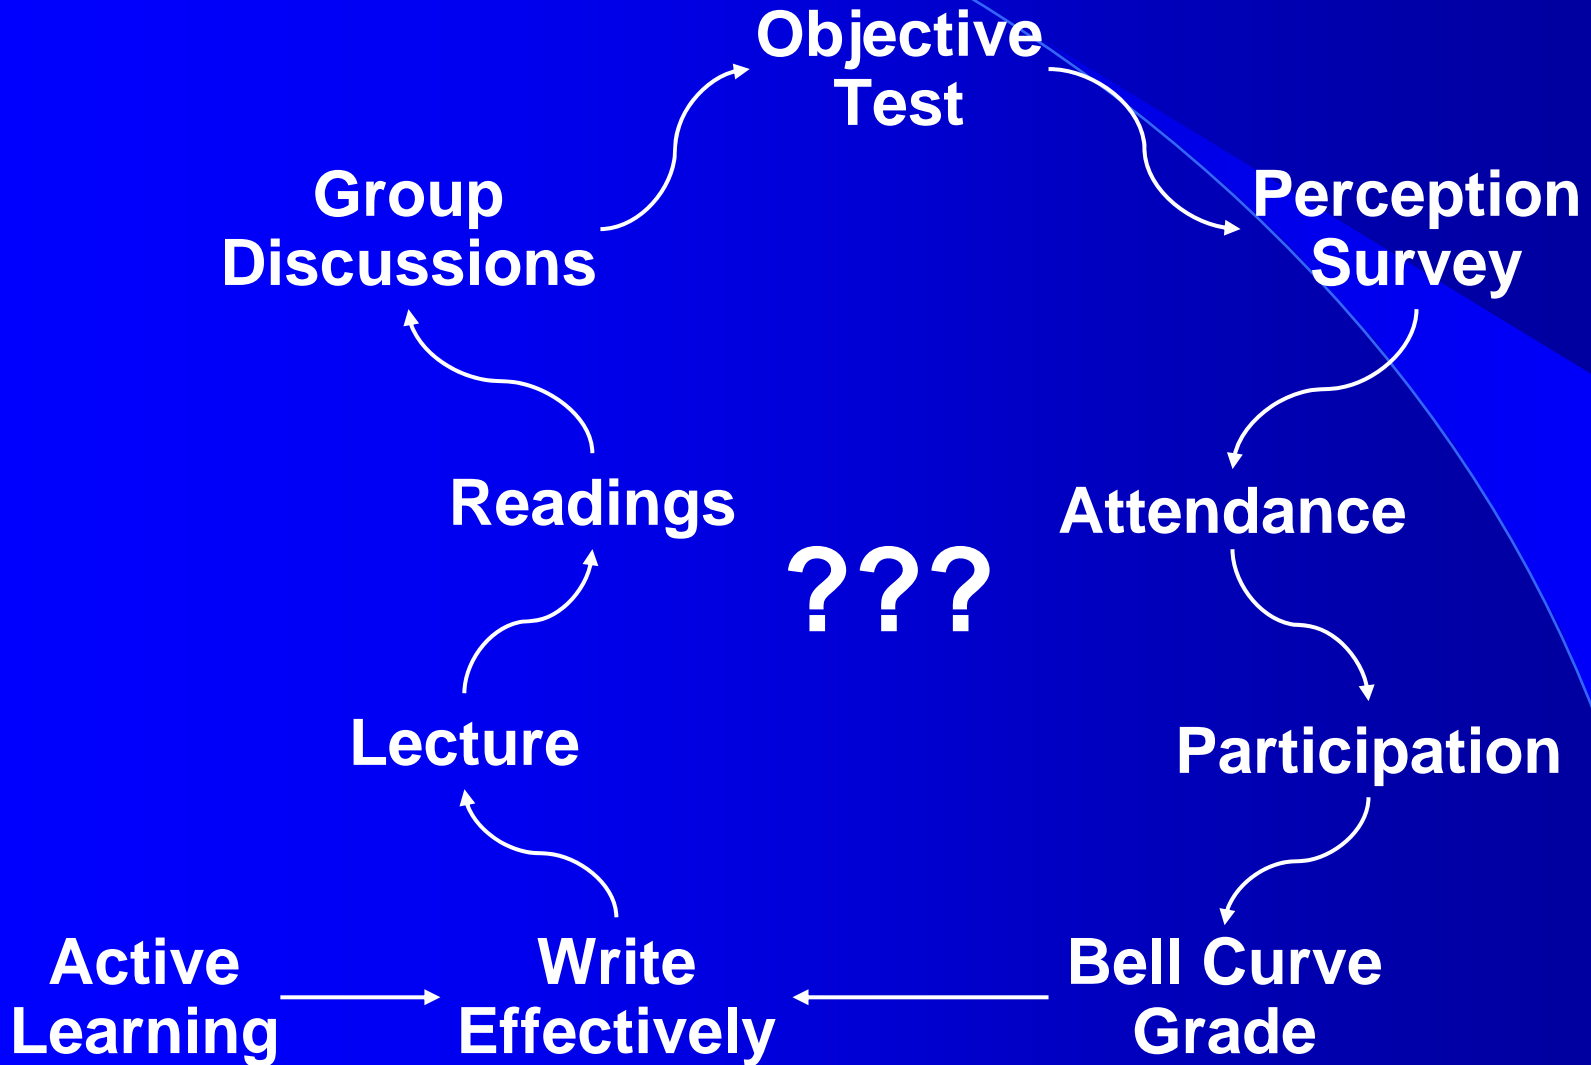 Objective
Test
Group
Discussions
Perception
Survey
Readings
Attendance
???
Lecture
Participation
Active
Learning
Write
Effectively
Bell Curve
Grade